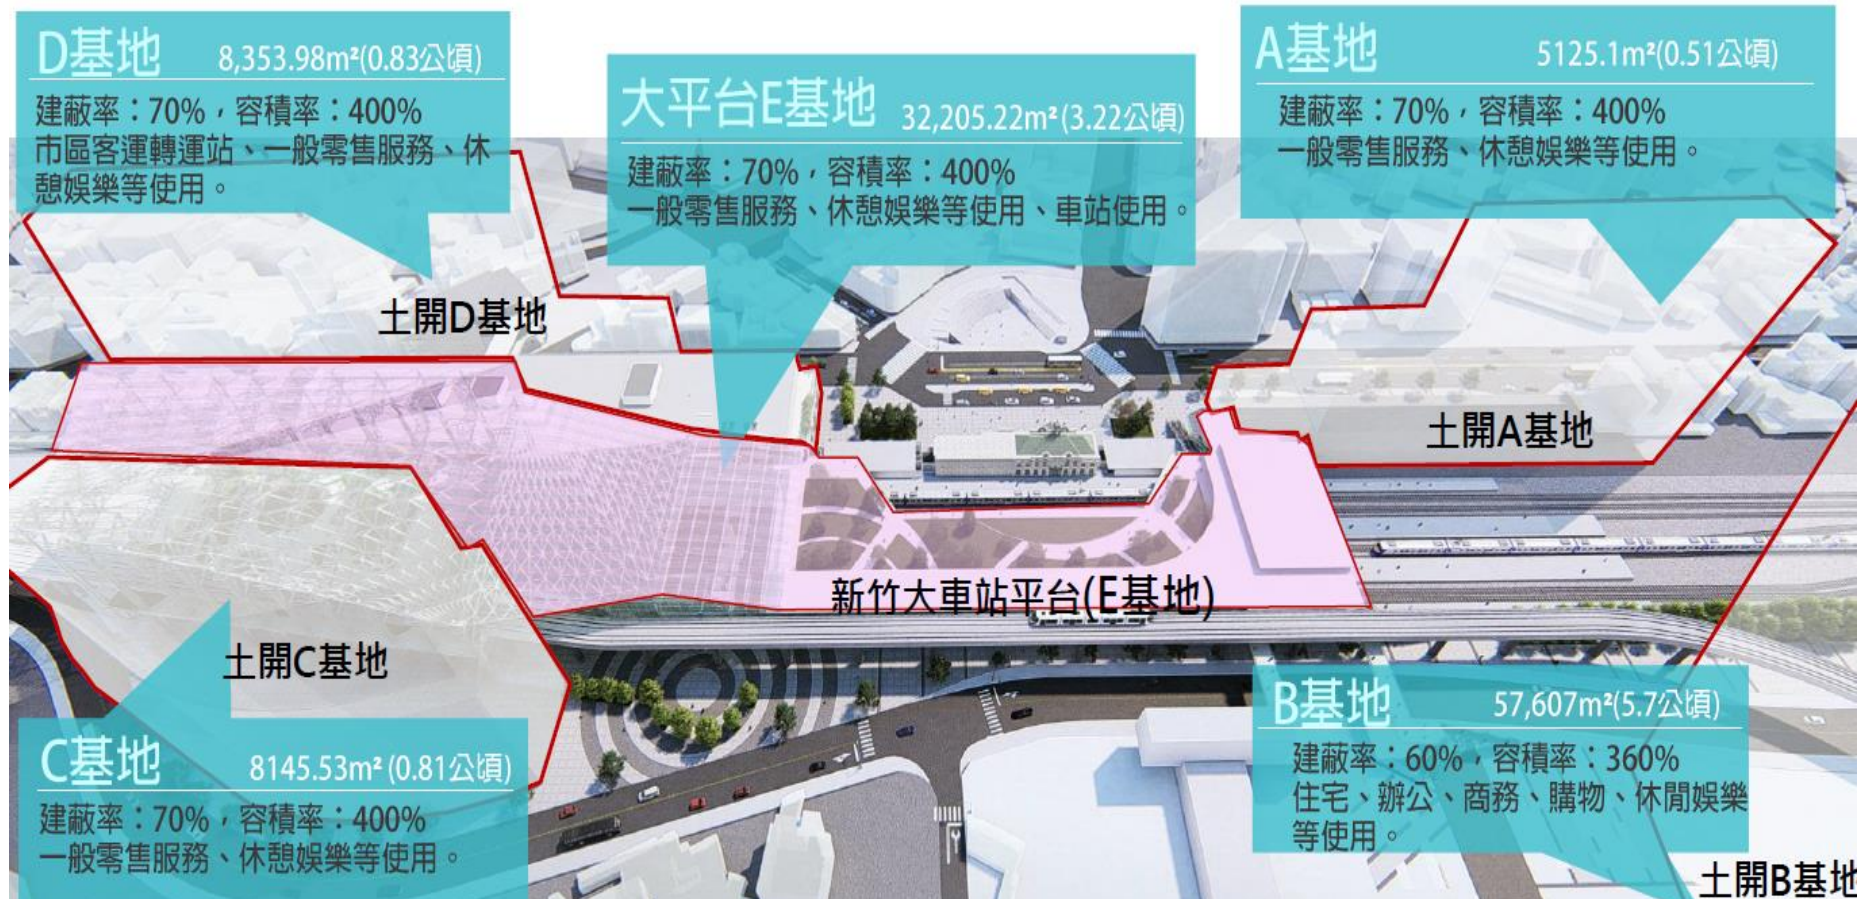 D基地 8,353.98m²(0.83公頃)
建蔽率：70%，容積率：400%
市區客運轉運站、一般零售服務、休
憩娛樂等使用。
大平台E基地 32,205.22m²(3.22公頃)
建蔽率：70%，容積率：400%
一般零售服務、休憩娛樂等使用、車站使用。
A基地 5125.1m²(0.51公頃)
建蔽率：70%，容積率：400%
一般零售服務、休憩娛樂等使用。
土開D基地
土開A基地
新竹大車站平台(E基地)
土開C基地
C基地 8145.53m² (0.81公頃)
建蔽率：70%，容積率：400%
一般零售服務、休憩娛樂等使用。
B基地 57,607m²(5.7公頃)
建蔽率：60%，容積率：360%
住宅、辦公、商務、購物、休閒娛樂
等使用。
土開B基地